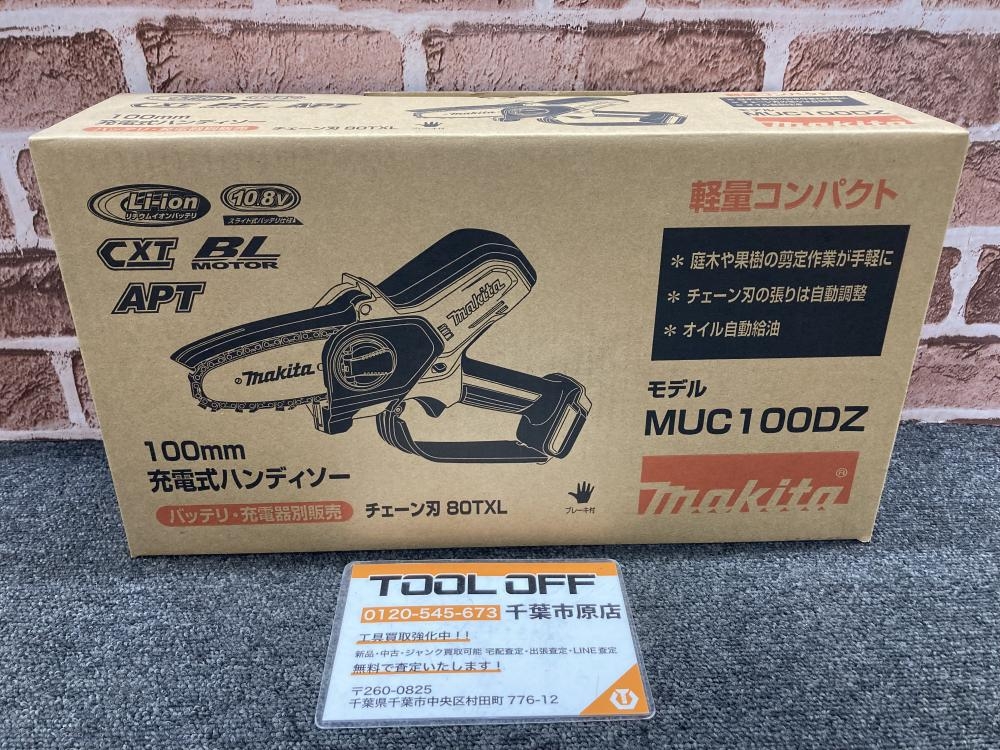 APT
100mm
充電式ハンディソー
チェーン刃 80TXL
軽量コンパクト
MUC100DZ
Li-ion
リチウムイオンバッテリ
10.8V
スライド式バッテリ仕様
CXT
BL
MOTOR
APT
makita
Makita
軽量コンパクト
* 庭木や果樹の剪定作業が手軽に
* チェーン刃の張りは自動調整
* オイル自動給油
モデル
MUC100DZ
makita®
100mm
充電式ハンディソー
バッテリ・充電器別販売
チェーン刃 80TXL
ブレーキ付
TOOL OFF
0120-545-673 千葉市原店
工具買取強化中!!
新品・中古・ジャンク買取可能 宅配査定・出張査定・LINE査定
無料で査定いたします!
〒260-0825
千葉県千葉市中央区村田町 776-12